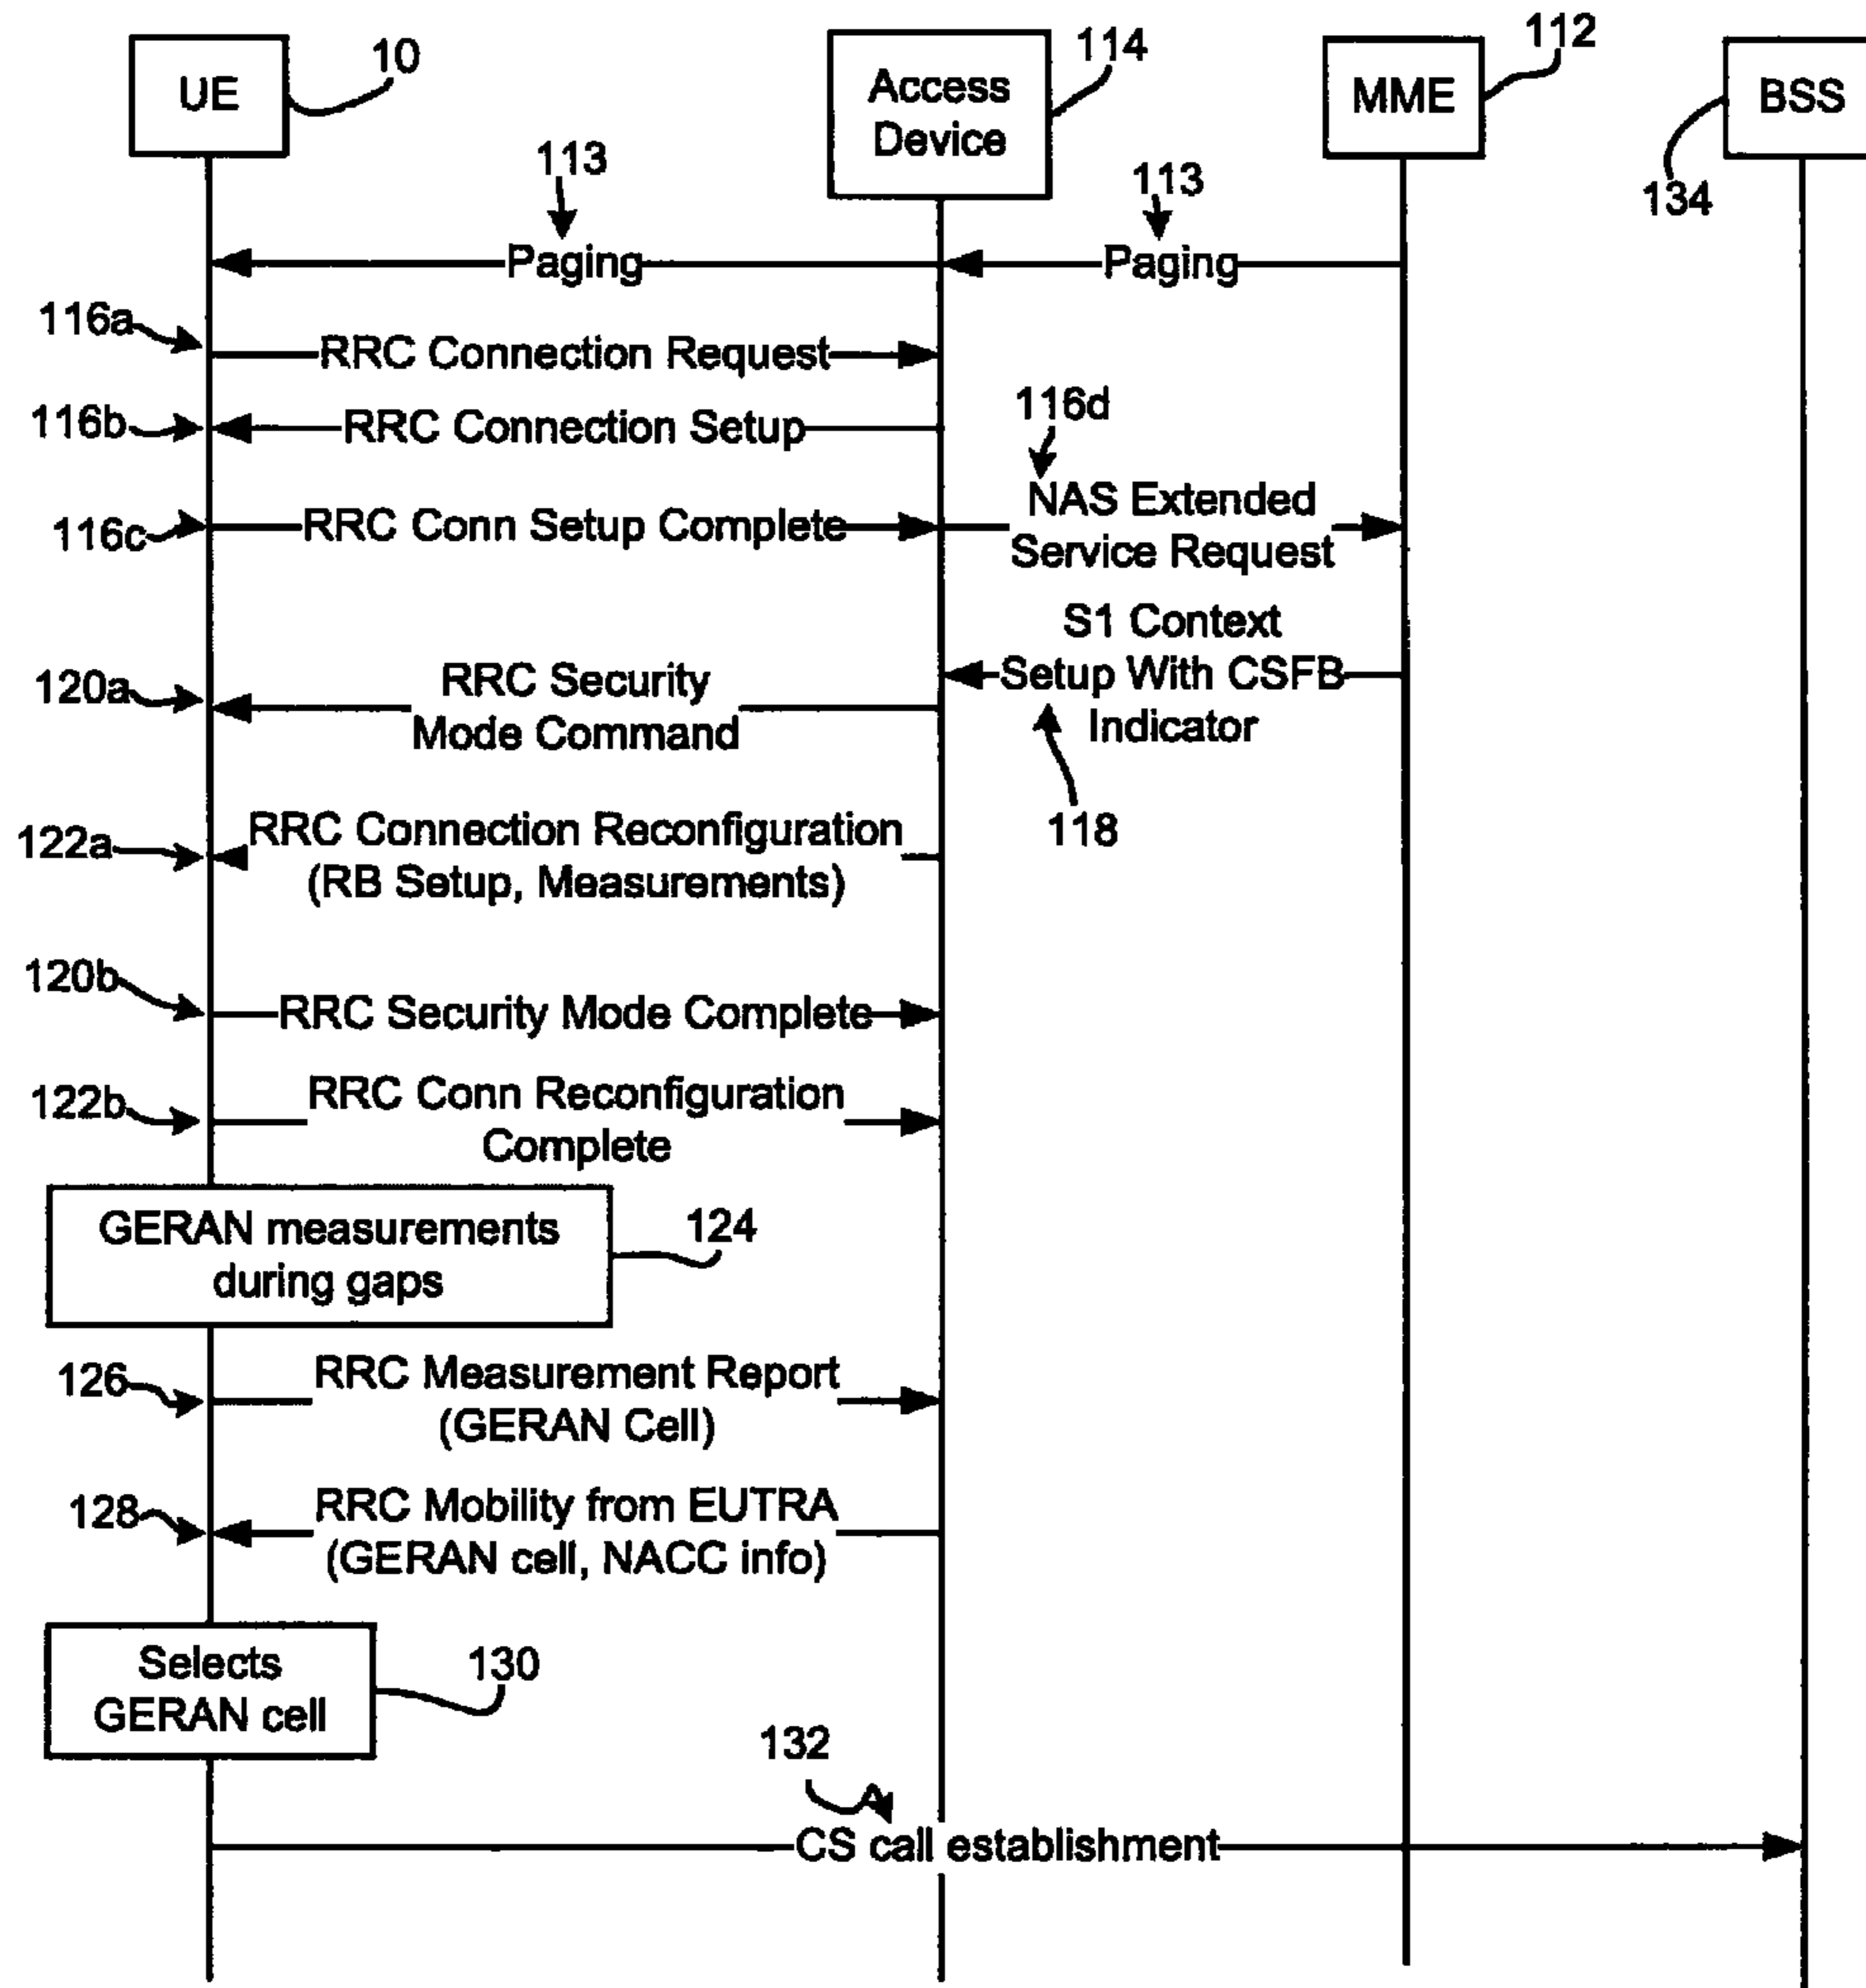 UE
10
Access
Device
114
MME
112
BSS
134
113
Paging
113
Paging
116a
RRC Connection Request
116b
RRC Connection Setup
116c
RRC Conn Setup Complete
116d
NAS Extended
Service Request
S1 Context
Setup With CSFB
Indicator
118
120a
RRC Security
Mode Command
122a
RRC Connection Reconfiguration
(RB Setup, Measurements)
120b
RRC Security Mode Complete
122b
RRC Conn Reconfiguration
Complete
GERAN measurements
during gaps
124
126
RRC Measurement Report
(GERAN Cell)
128
RRC Mobility from EUTRA
(GERAN cell, NACC info)
Selects
GERAN cell
130
132
CS call establishment